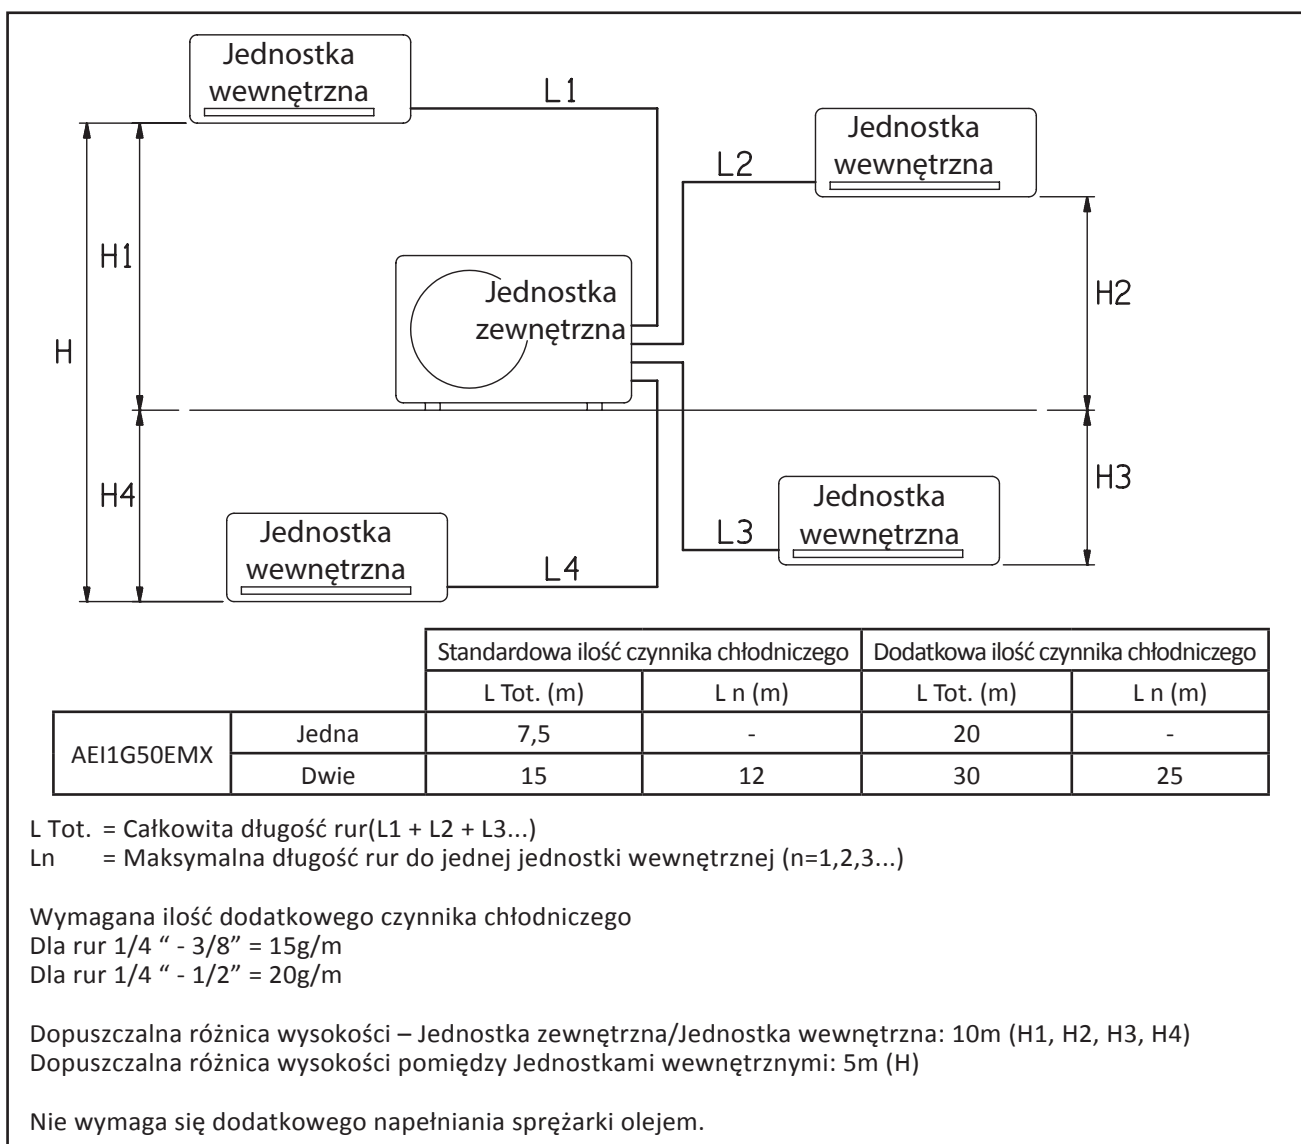 Jednostka
wewnętrzna
L1
Jednostka
wewnętrzna
L2
H1
H2
H
Jednostka
zewnętrzna
H4
H3
Jednostka
wewnętrzna
L3
Jednostka
wewnętrzna
L4
Standardowa ilość czynnika chłodniczego Dodatkowa ilość czynnika chłodniczego
L Tot. (m) L n (m) L Tot. (m) L n (m)
AEI1G50EMX
Jedna 7,5 - 20 -
Dwie 15 12 30 25
L Tot. = Całkowita długość rur(L1 + L2 + L3...)
Ln = Maksymalna długość rur do jednej jednostki wewnętrznej (n=1,2,3...)
Wymagana ilość dodatkowego czynnika chłodniczego
Dla rur 1/4 “ - 3/8” = 15g/m
Dla rur 1/4 “ - 1/2” = 20g/m
Dopuszczalna różnica wysokości – Jednostka zewnętrzna/Jednostka wewnętrzna: 10m (H1, H2, H3, H4)
Dopuszczalna różnica wysokości pomiędzy Jednostkami wewnętrznymi: 5m (H)
Nie wymaga się dodatkowego napełniania sprężarki olejem.